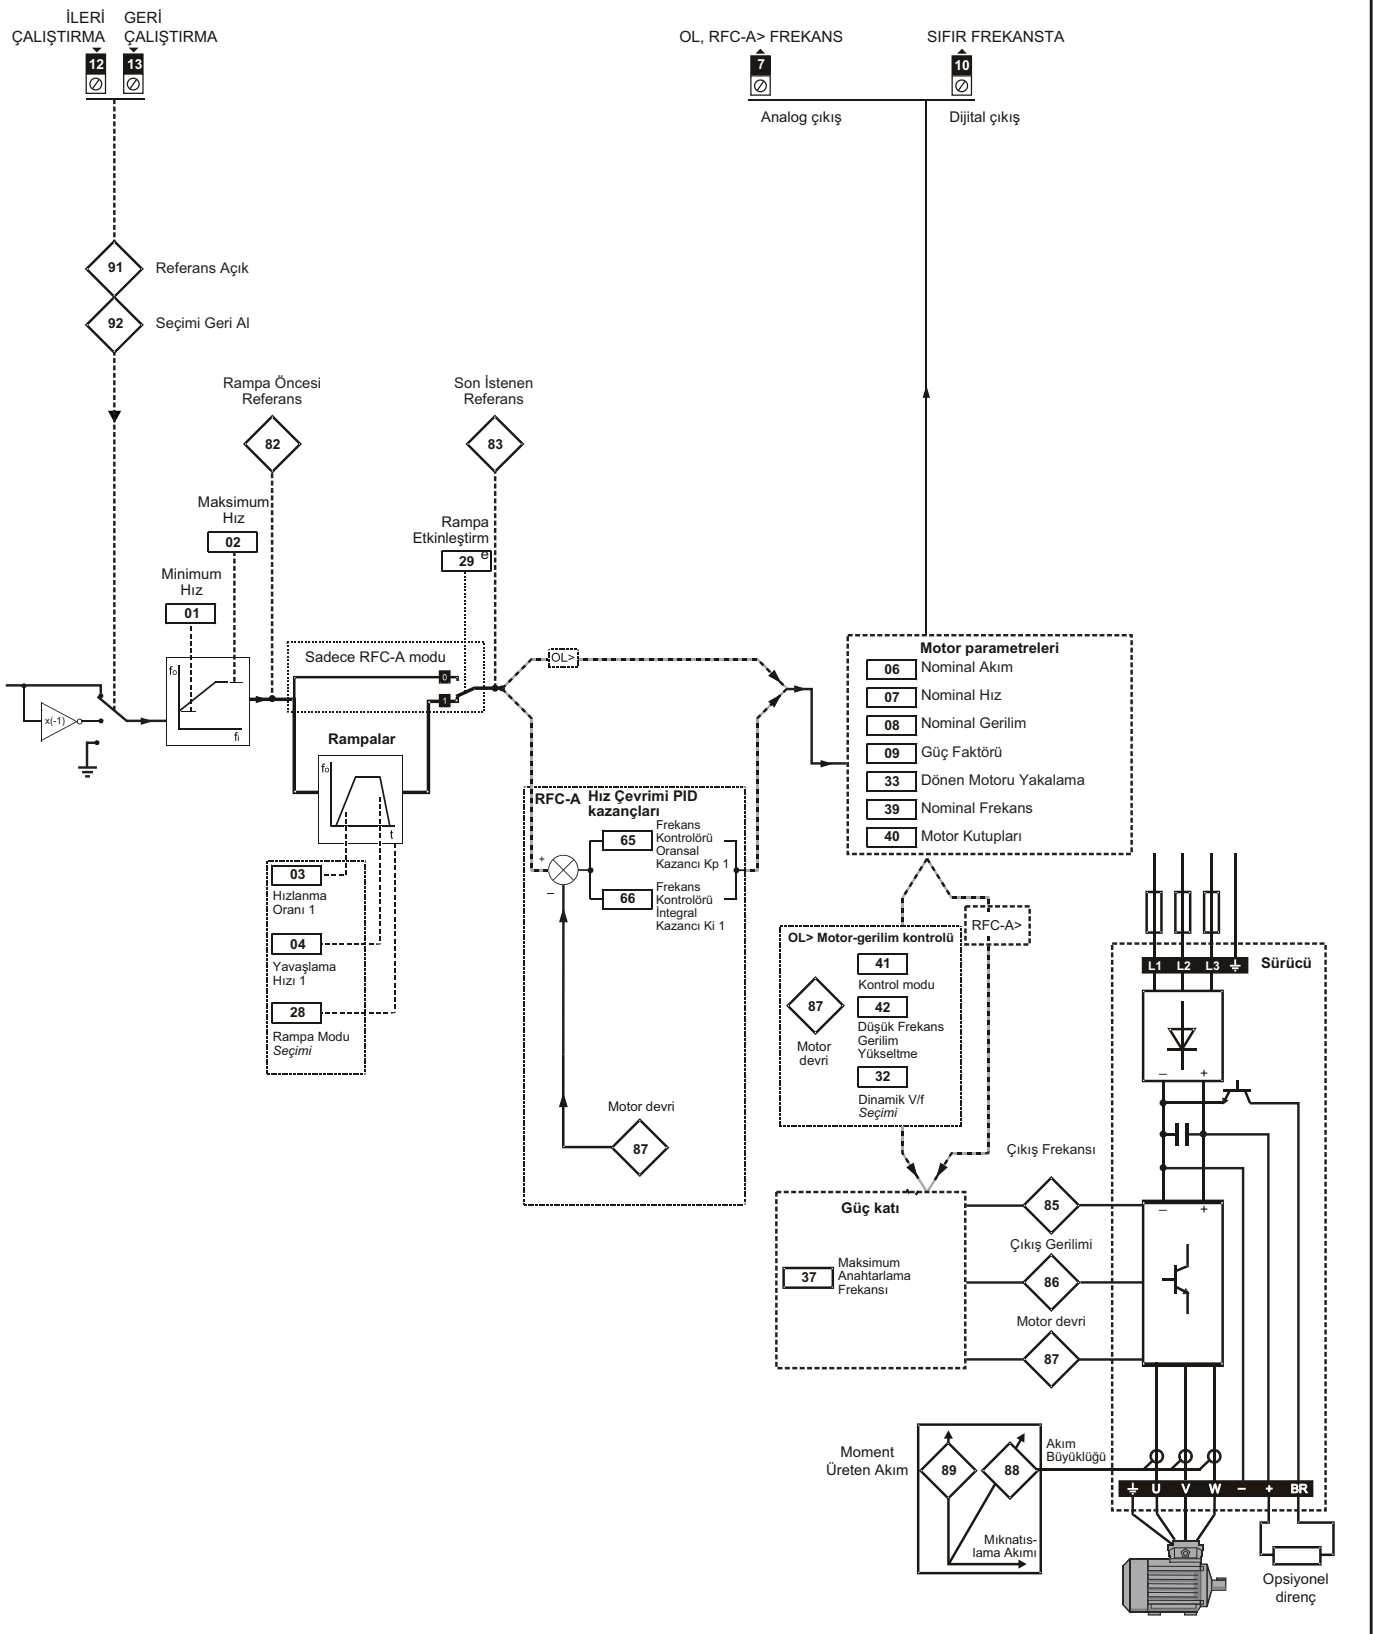 İLERİ
ÇALIŞTIRMA
GERİ
ÇALIŞTIRMA
12
13
OL, RFC-A> FREKANS
7
Analog çıkış
SIFIR FREKANSTA
10
Dijital çıkış
91
Referans Açık
92
Seçimi Geri Al
Rampa Öncesi
Referans
82
Son İstenen
Referans
83
Maksimum
Hız
02
Minimum
Hız
01
Rampa
Etkinleştirm
e
29
x(-1)
fo
fi
Sadece RFC-A modu
0
1
Rampalar
fo
t
03
Hızlanma
Oranı 1
04
Yavaşlama
Hızı 1
28
Rampa Modu
Seçimi
OL>
RFC-A
Hız Çevrimi PID
kazançları
+
–
65
Frekans
Kontrolörü
Oransal
Kazancı Kp 1
66
Frekans
Kontrolörü
İntegral
Kazancı Ki 1
Motor devri
87
Motor parametreleri
06 Nominal Akım
07 Nominal Hız
08 Nominal Gerilim
09 Güç Faktörü
33 Dönen Motoru Yakalama
39 Nominal Frekans
40 Motor Kutupları
RFC-A>
OL> Motor-gerilim kontrolü
87
Motor
devri
41
Kontrol modu
42
Düşük Frekans
Gerilim
Yükseltme
32
Dinamik V/f
Seçimi
Güç katı
37
Maksimum
Anahtarlama
Frekansı
Çıkış Frekansı
85
Çıkış Gerilimi
86
Motor devri
87
L1 L2 L3
Sürücü
– +
– +
Moment
Üreten Akım
89
88
Akım
Büyüklüğü
Mıknatıs-
lama Akımı
U V W – + BR
Opsiyonel
direnç